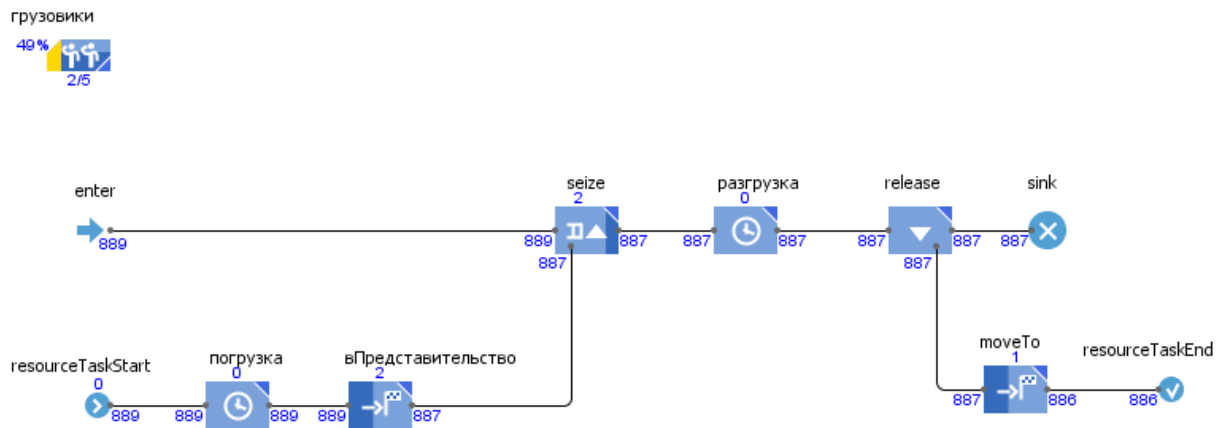 грузовики
49%
2/5
enter
seize
разгрузка
release
sink
2
0
889
889
887
887
887
887
887
887
887
887
resourceTaskStart
погрузка
вПредставительство
moveTo
resourceTaskEnd
0
0
2
1
889
889
889
889
887
887
886
886